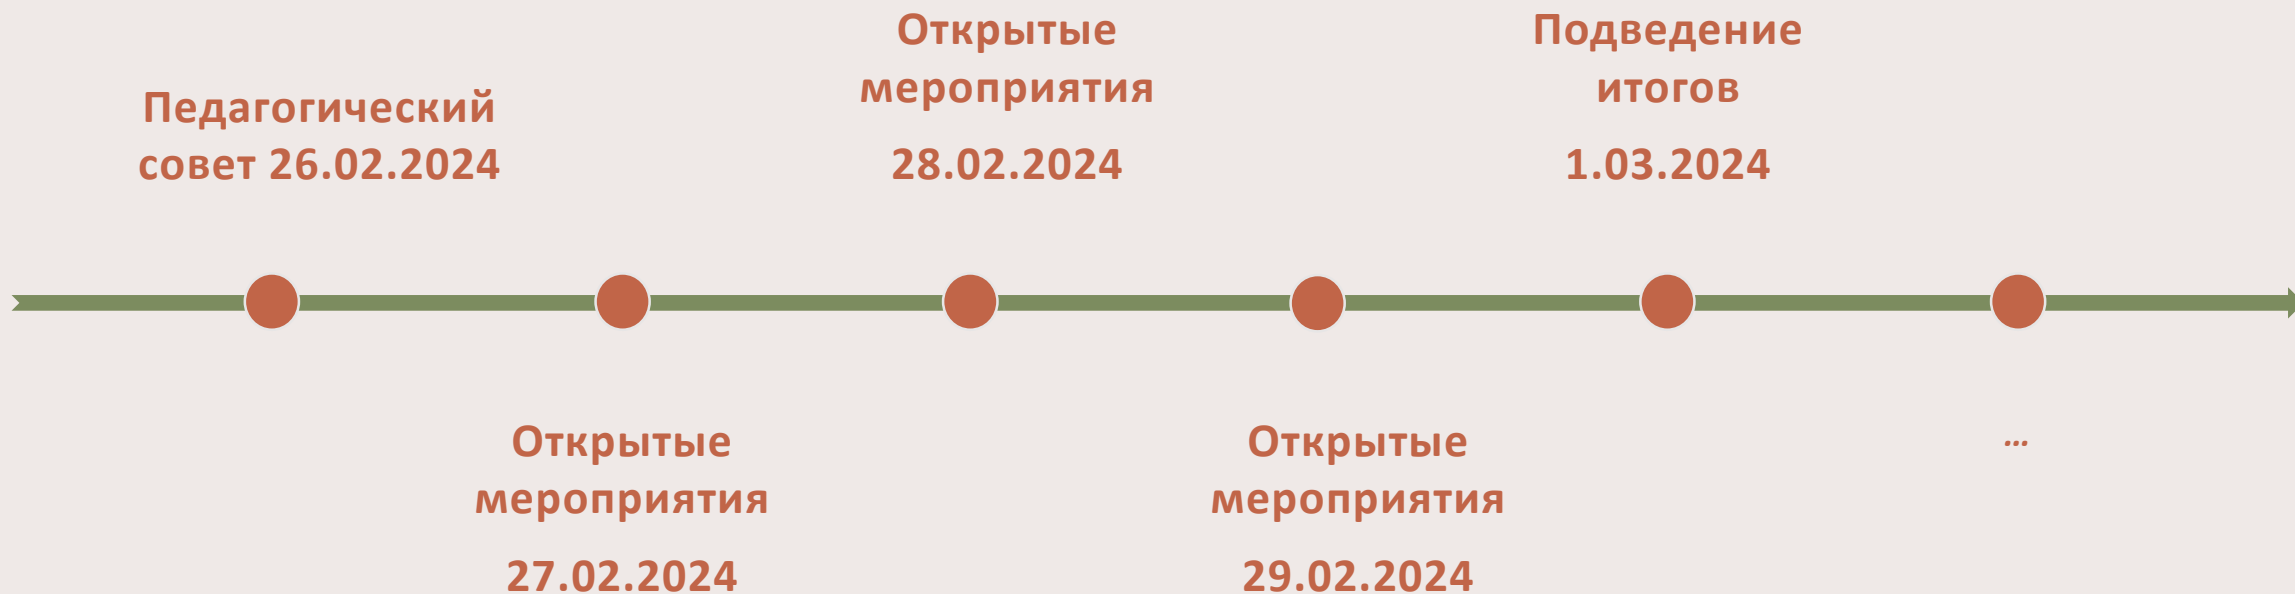 Педагогический
совет 26.02.2024
Открытые
мероприятия
27.02.2024
Открытые
мероприятия
28.02.2024
Открытые
мероприятия
29.02.2024
Подведение
итогов
1.03.2024
...